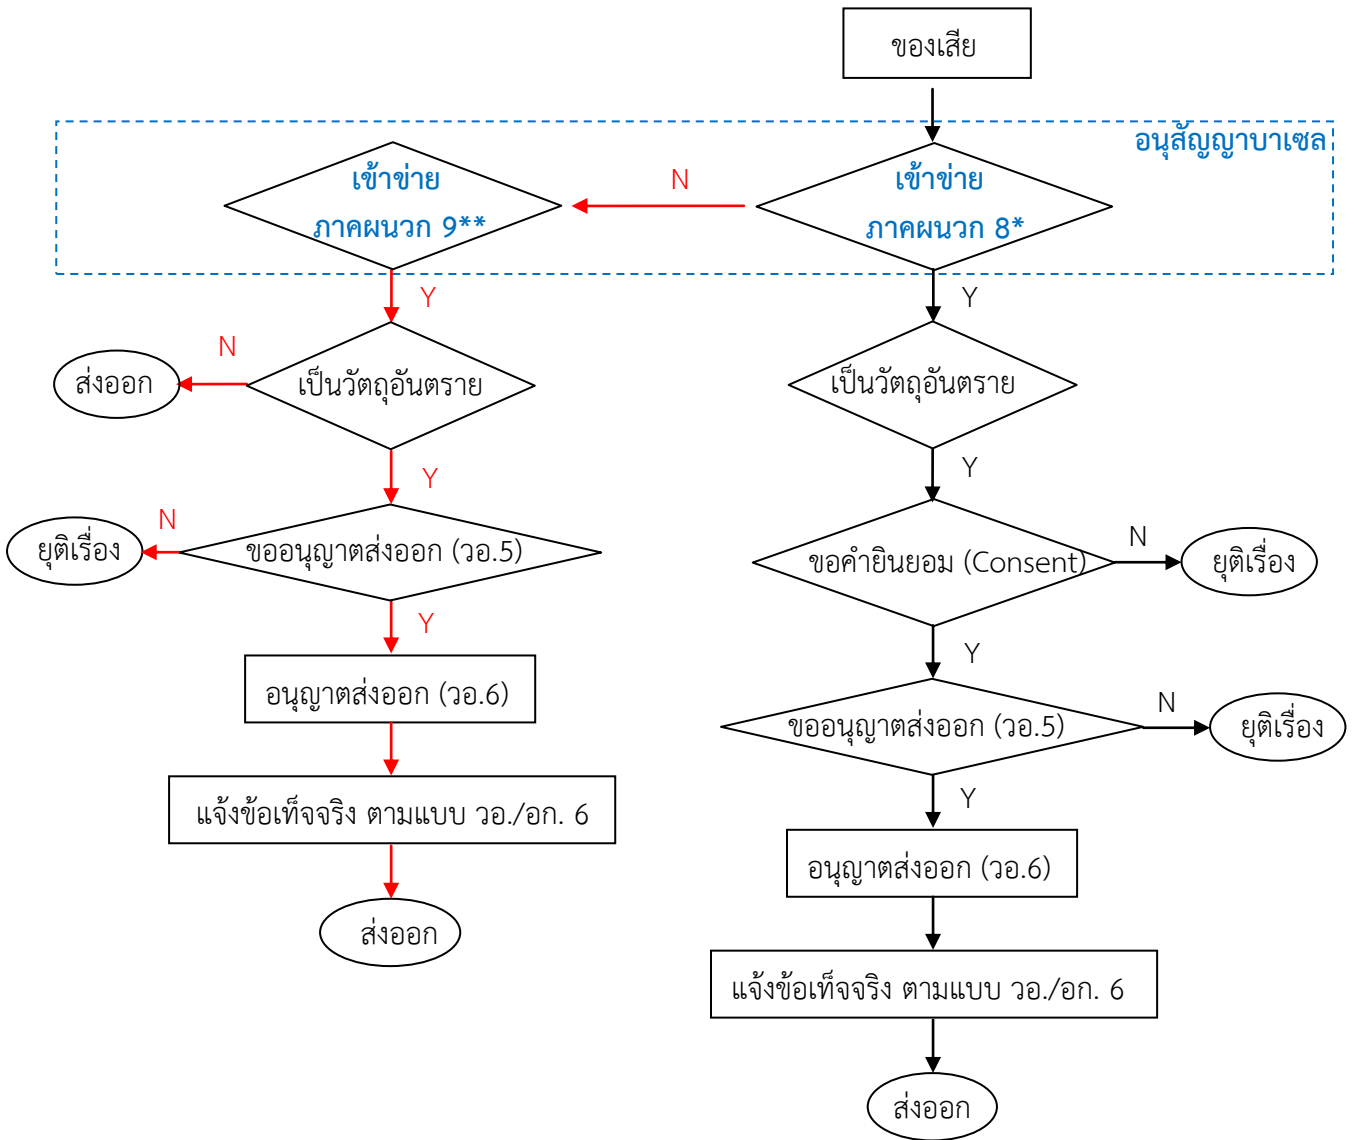 ของเสีย
อนุสัญญาบาเซล
เข้าข่าย
ภาคผนวก 9**
N
เข้าข่าย
ภาคผนวก 8*
Y
Y
N
ส่งออก
เป็นวัตถุอันตราย
เป็นวัตถุอันตราย
Y
Y
N
ยุติเรื่อง
ขออนุญาตส่งออก (วอ.5)
ขอคำยินยอม (Consent)
N
ยุติเรื่อง
Y
Y
อนุญาตส่งออก (วอ.6)
ขออนุญาตส่งออก (วอ.5)
N
ยุติเรื่อง
Y
แจ้งข้อเท็จจริง ตามแบบ วอ./อก. 6
อนุญาตส่งออก (วอ.6)
ส่งออก
แจ้งข้อเท็จจริง ตามแบบ วอ./อก. 6
ส่งออก